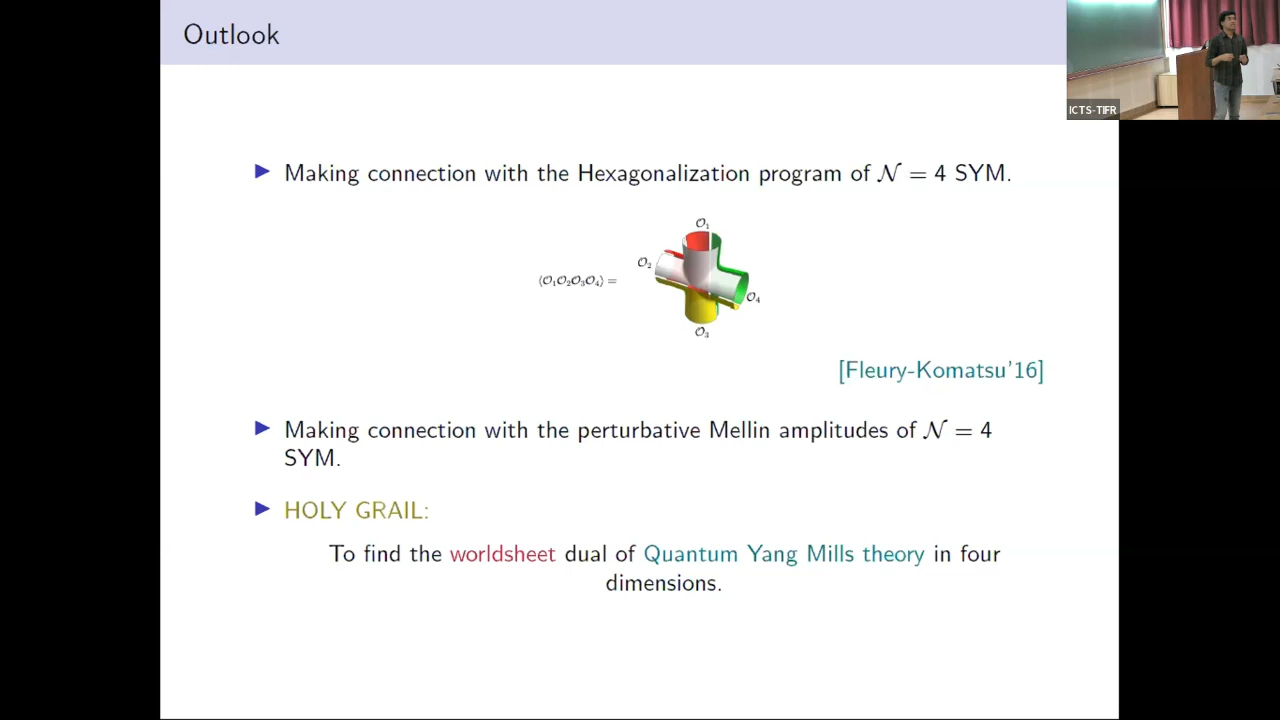 Outlook
ICTS-TIFR
▶ Making connection with the Hexagonalization program of 𝒩 = 4 SYM.
𝒪₁
𝒪₂
⟨𝒪₁𝒪₂𝒪₃𝒪₄⟩ =
𝒪₄
𝒪₃
[Fleury-Komatsu'16]
▶ Making connection with the perturbative Mellin amplitudes of 𝒩 = 4
SYM.
▶ HOLY GRAIL:
To find the worldsheet dual of Quantum Yang Mills theory in four
dimensions.